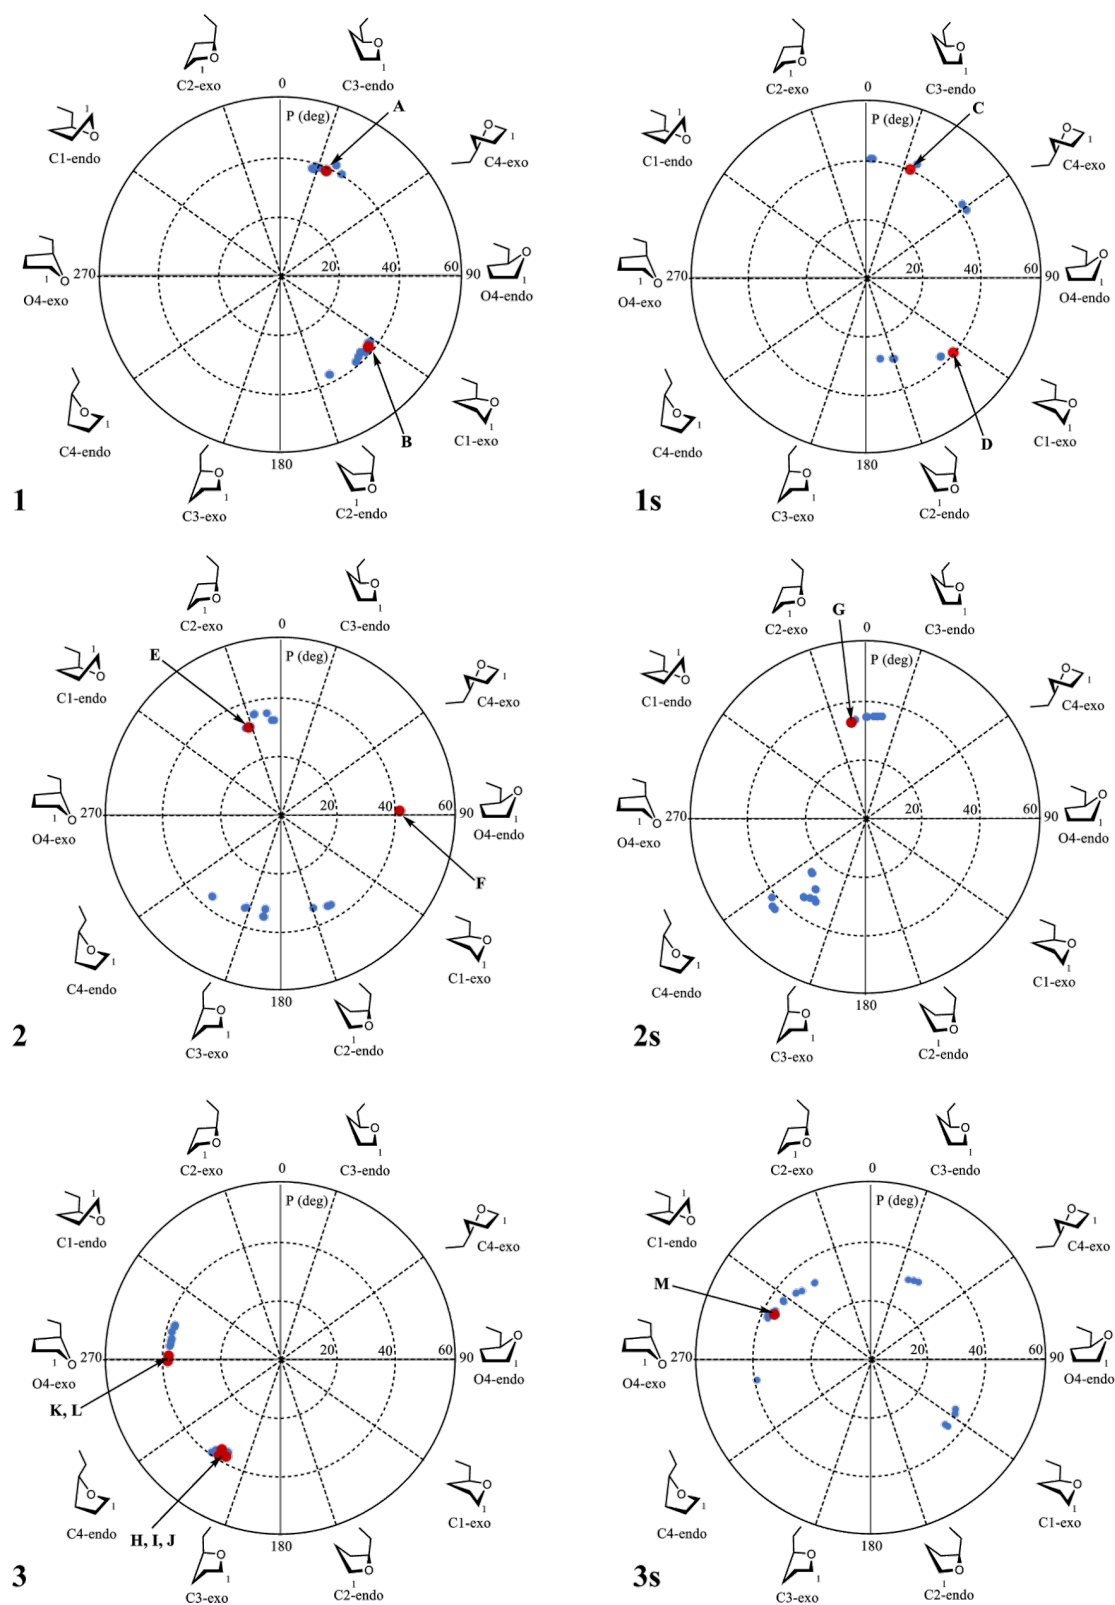 0
C2-exo
C3-endo
P (deg)
A
C1-endo
C4-exo
270
20
40
60
90
O4-exo
O4-endo
C4-endo
C1-exo
B
180
C3-exo
C2-endo
1
0
C2-exo
C3-endo
P (deg)
C
C1-endo
C4-exo
270
20
40
60
90
O4-exo
O4-endo
C4-endo
C1-exo
D
180
C3-exo
C2-endo
1s
0
C2-exo
C3-endo
P (deg)
E
C1-endo
C4-exo
270
20
40
60
90
O4-exo
O4-endo
F
C4-endo
C1-exo
180
C3-exo
C2-endo
2
0
C2-exo
C3-endo
P (deg)
G
C1-endo
C4-exo
270
20
40
60
90
O4-exo
O4-endo
C4-endo
C1-exo
180
C3-exo
C2-endo
2s
0
C2-exo
C3-endo
P (deg)
C1-endo
C4-exo
270
20
40
60
90
O4-exo
O4-endo
K, L
C4-endo
C1-exo
H, I, J
180
C3-exo
C2-endo
3
0
C2-exo
C3-endo
P (deg)
C1-endo
C4-exo
M
270
20
40
60
90
O4-exo
O4-endo
C4-endo
C1-exo
180
C3-exo
C2-endo
3s